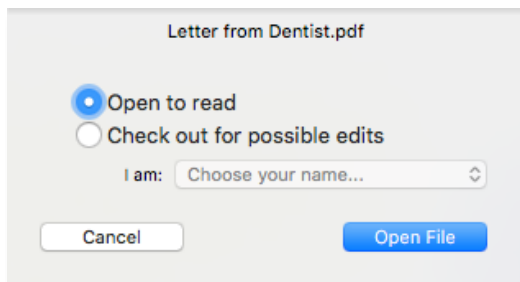 Letter from Dentist.pdf
Open to read
Check out for possible edits
I am: Choose your name...
Cancel Open File